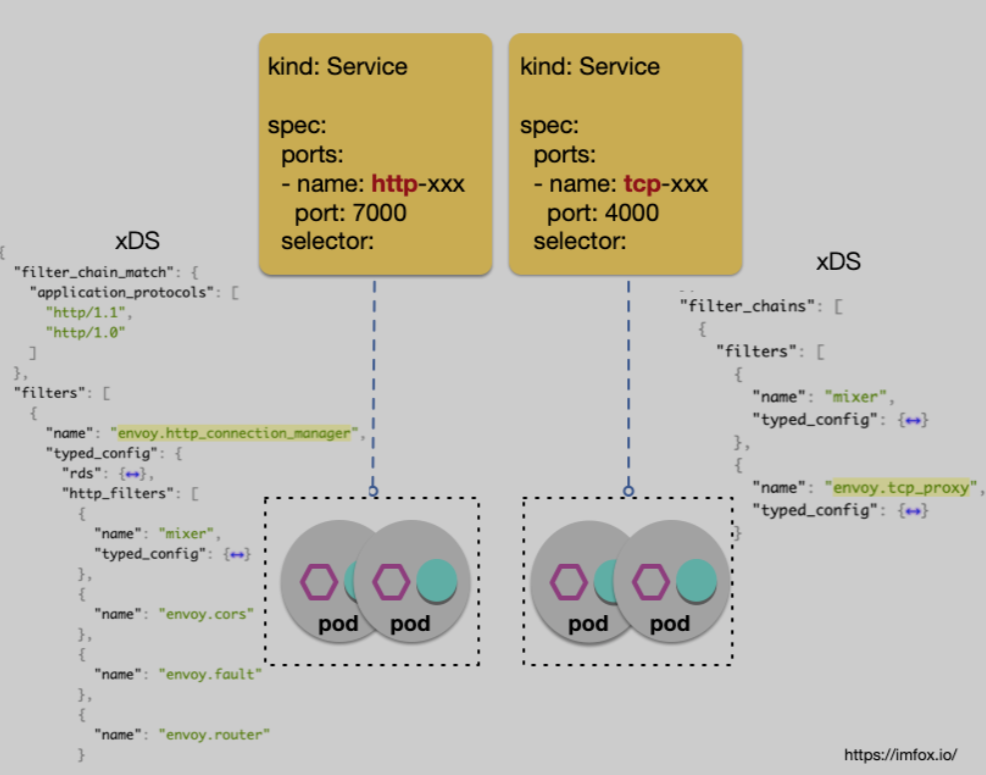 kind: Service
spec:
ports:
- name: http-xxx
port: 7000
selector:
kind: Service
spec:
ports:
- name: tcp-xxx
port: 4000
selector:
xDS
{
"filter_chain_match": {
"application_protocols": [
"http/1.1",
"http/1.0"
]
},
"filters": [
{
"name": "envoy.http_connection_manager",
"typed_config": {
"rds": {↔},
"http_filters": [
{
"name": "mixer",
"typed_config": {↔}
},
{
"name": "envoy.cors"
},
{
"name": "envoy.fault"
},
{
"name": "envoy.router"
}
xDS
"filter_chains": [
{
"filters": [
{
"name": "mixer",
"typed_config": {↔}
},
{
"name": "envoy.tcp_proxy",
"typed_config": {↔}
}
pod pod
pod pod
https://imfox.io/